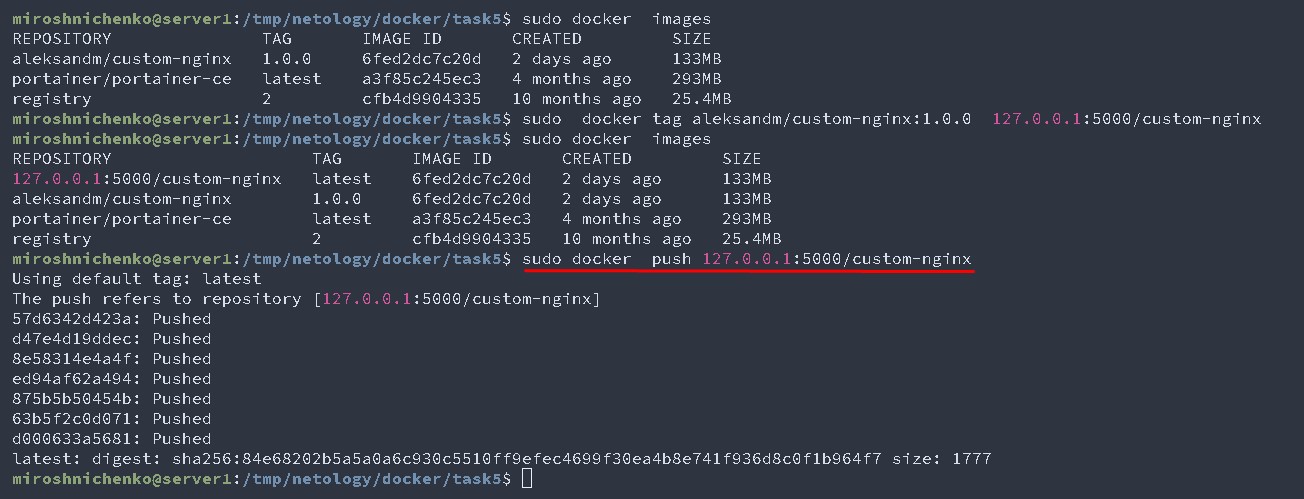 miroshnichenko@server1:/tmp/netology/docker/task5$ sudo docker  images
REPOSITORY               TAG       IMAGE ID       CREATED         SIZE
aleksandm/custom-nginx   1.0.0     6fed2dc7c20d   2 days ago      133MB
portainer/portainer-ce   latest    a3f85c245ec3   4 months ago    293MB
registry                 2         cfb4d9904335   10 months ago   25.4MB
miroshnichenko@server1:/tmp/netology/docker/task5$ sudo  docker tag aleksandm/custom-nginx:1.0.0  127.0.0.1:5000/custom-nginx
miroshnichenko@server1:/tmp/netology/docker/task5$ sudo docker  images
REPOSITORY                    TAG       IMAGE ID       CREATED         SIZE
127.0.0.1:5000/custom-nginx   latest    6fed2dc7c20d   2 days ago      133MB
aleksandm/custom-nginx        1.0.0     6fed2dc7c20d   2 days ago      133MB
portainer/portainer-ce        latest    a3f85c245ec3   4 months ago    293MB
registry                      2         cfb4d9904335   10 months ago   25.4MB
miroshnichenko@server1:/tmp/netology/docker/task5$ sudo docker  push 127.0.0.1:5000/custom-nginx
Using default tag: latest
The push refers to repository [127.0.0.1:5000/custom-nginx]
57d6342d423a: Pushed
d47e4d19ddec: Pushed
8e58314e4a4f: Pushed
ed94af62a494: Pushed
875b5b50454b: Pushed
63b5f2c0d071: Pushed
d000633a5681: Pushed
latest: digest: sha256:84e68202b5a5a0a6c930c5510ff9efec4699f30ea4b8e741f936d8c0f1b964f7 size: 1777
miroshnichenko@server1:/tmp/netology/docker/task5$